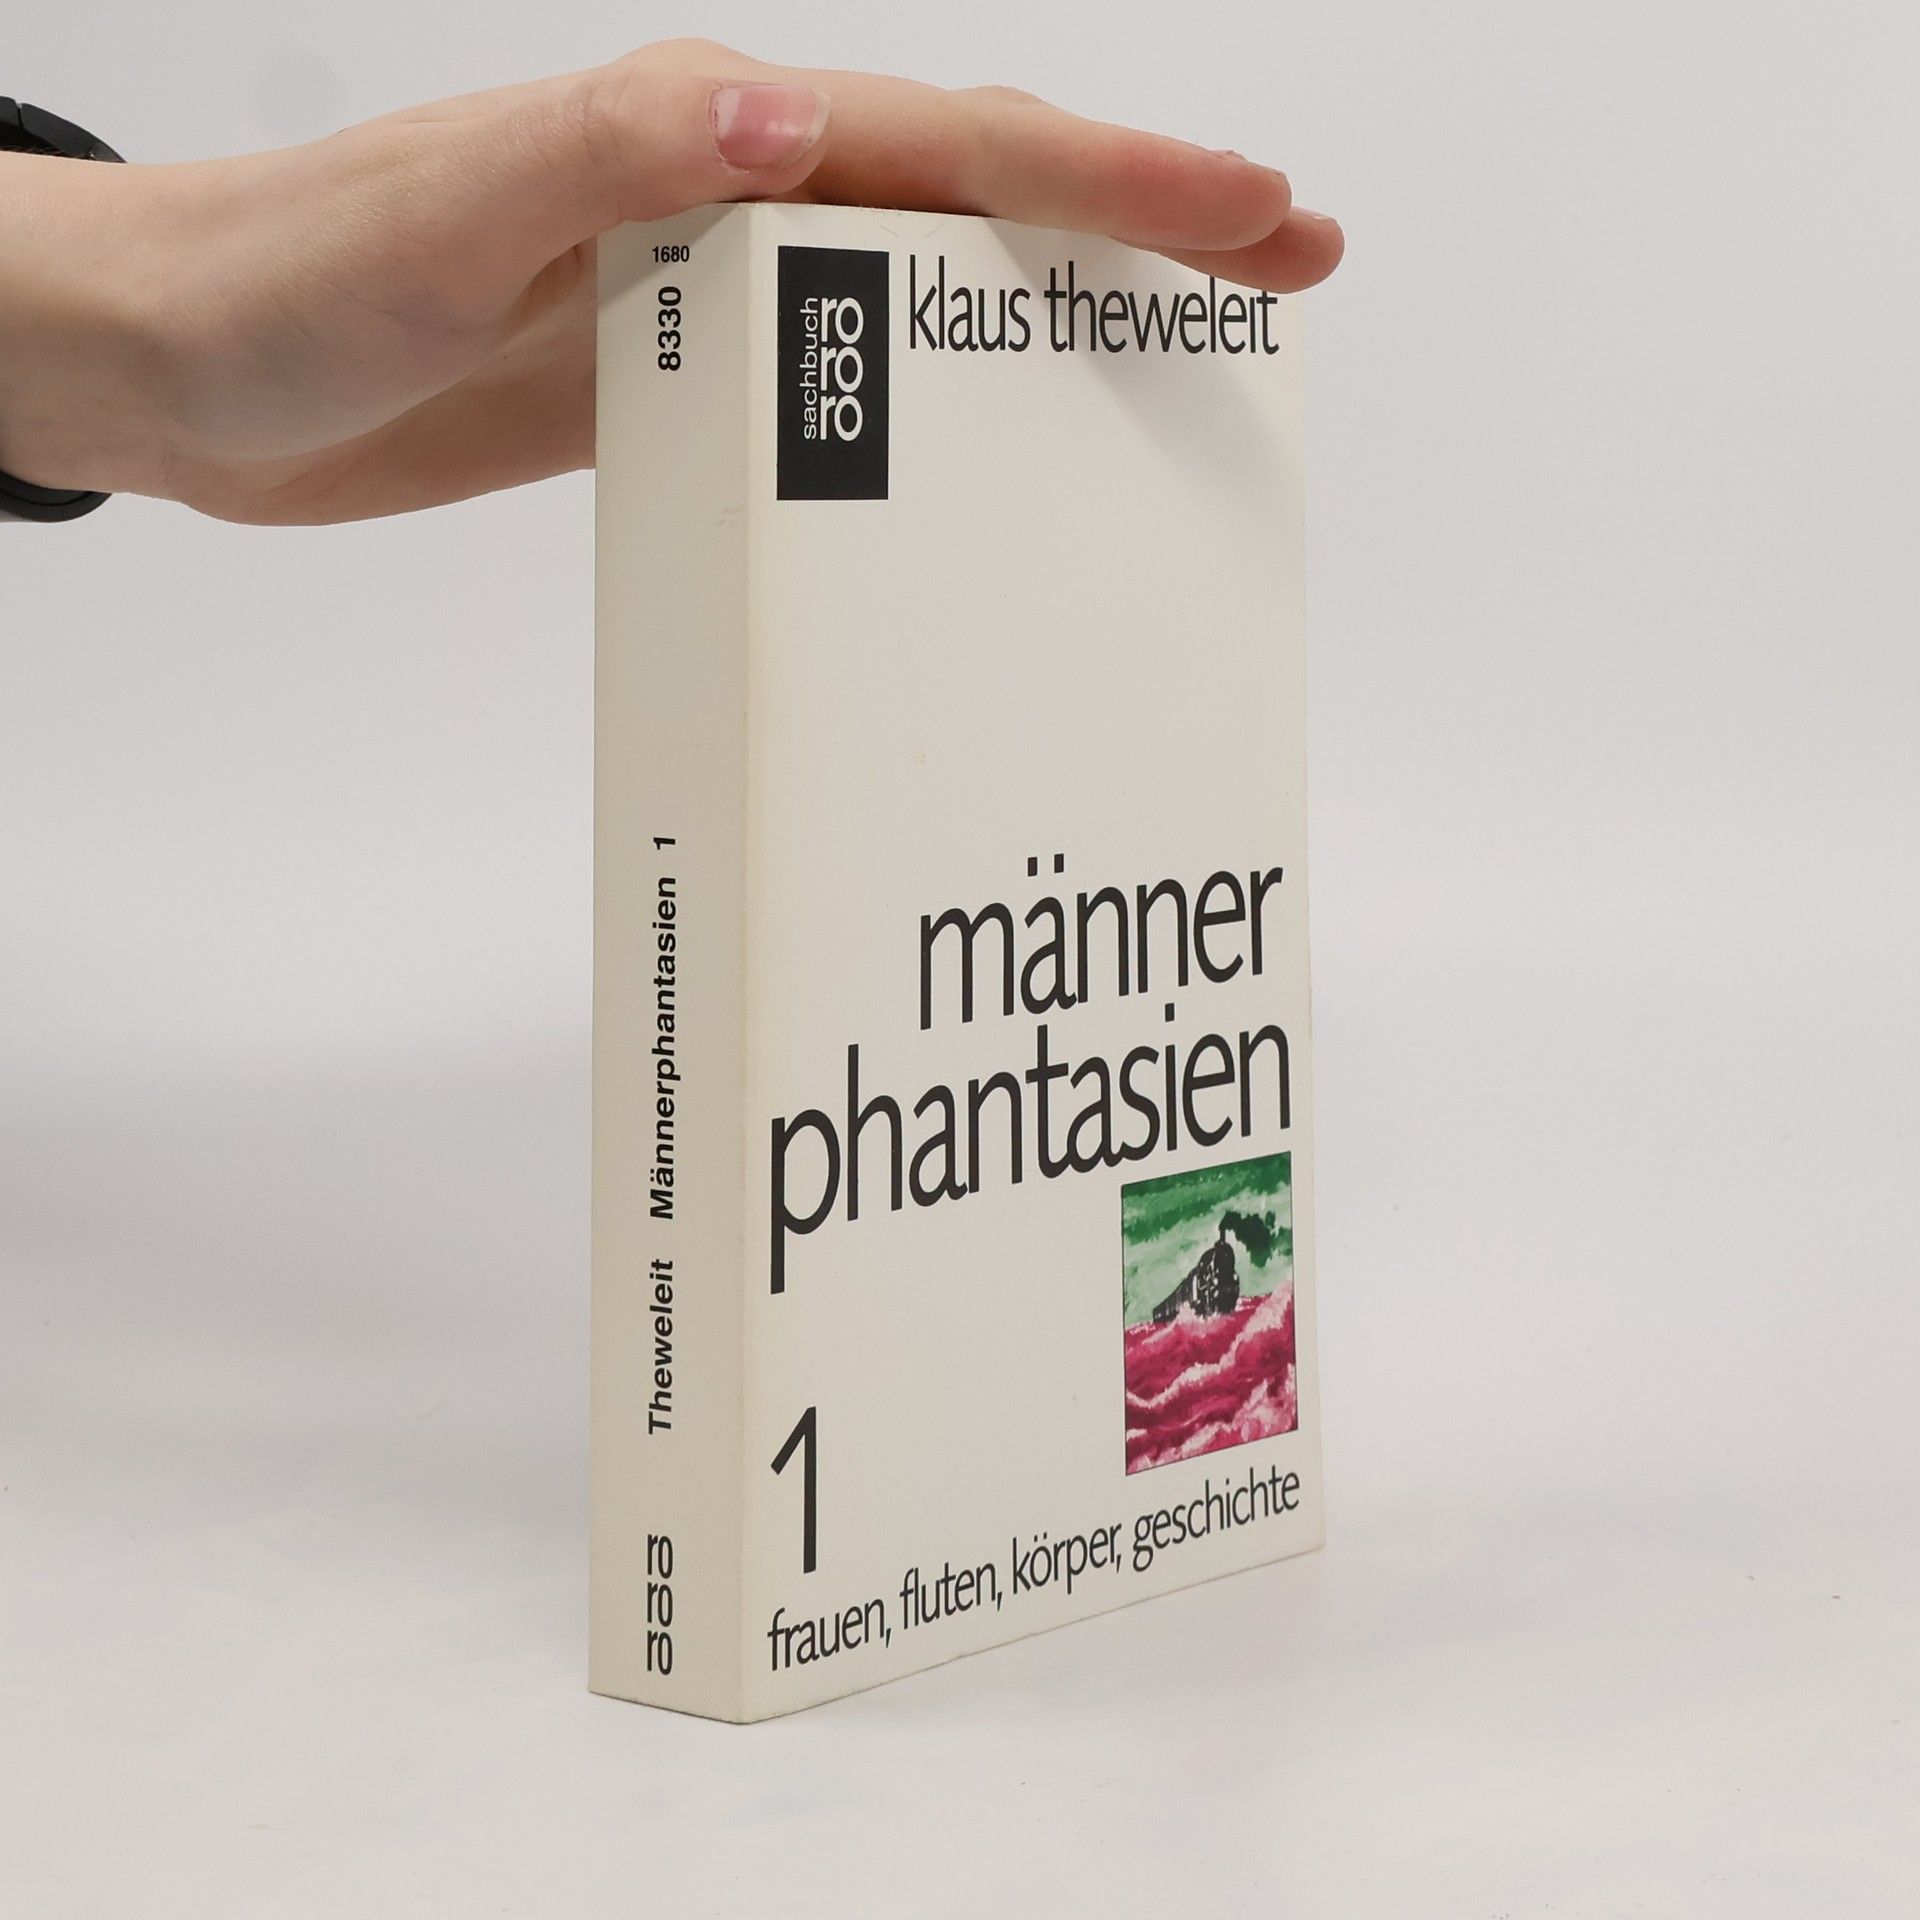 1680
8330
Theweleit Männerphantasien 1
ro
ro
ro
sachbuch
ro
ro
ro
klaus theweleit
männer
phantasien
1
frauen, fluten, körper, geschichte